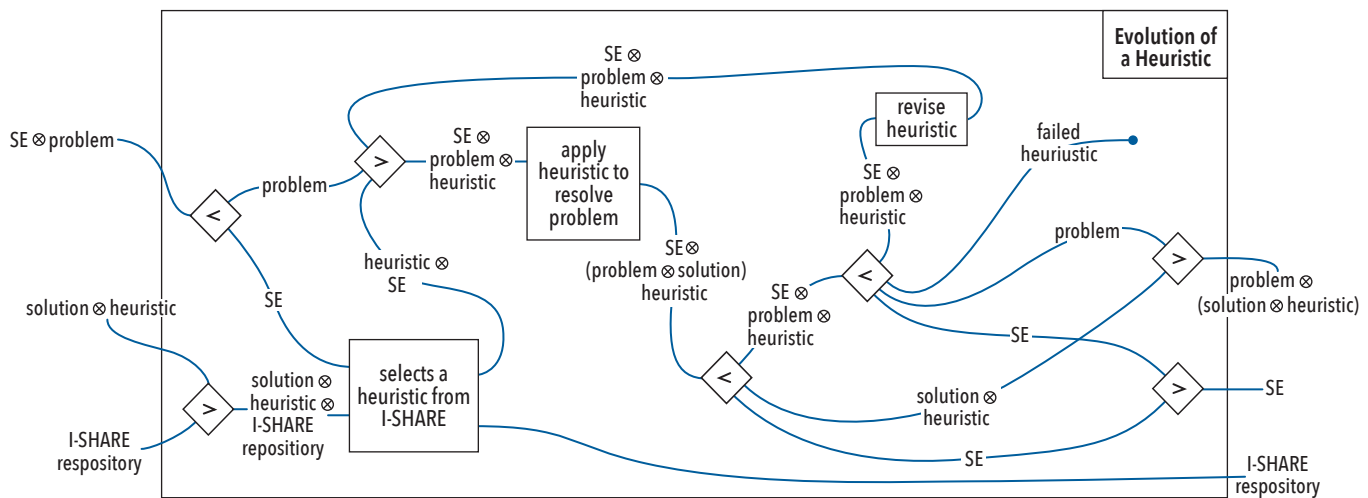 Evolution of
a Heuristic
SE ⊗
problem ⊗
heuristic
revise
heuristic
SE ⊗ problem
failed
heuriustic
>
SE ⊗
problem ⊗
heuristic
apply
heuristic to
resolve
problem
problem
<
SE ⊗
problem ⊗
heuristic
problem
>
heuristic ⊗
SE
SE ⊗
(problem ⊗ solution)
heuristic
<
problem ⊗
(solution ⊗ heuristic)
SE
solution ⊗ heuristic
SE ⊗
problem ⊗
heuristic
SE
selects a
heuristic from
I-SHARE
<
>
SE
solution ⊗
heuristic ⊗
I-SHARE
repository
>
solution ⊗
heuristic
I-SHARE
respository
SE
I-SHARE
respository